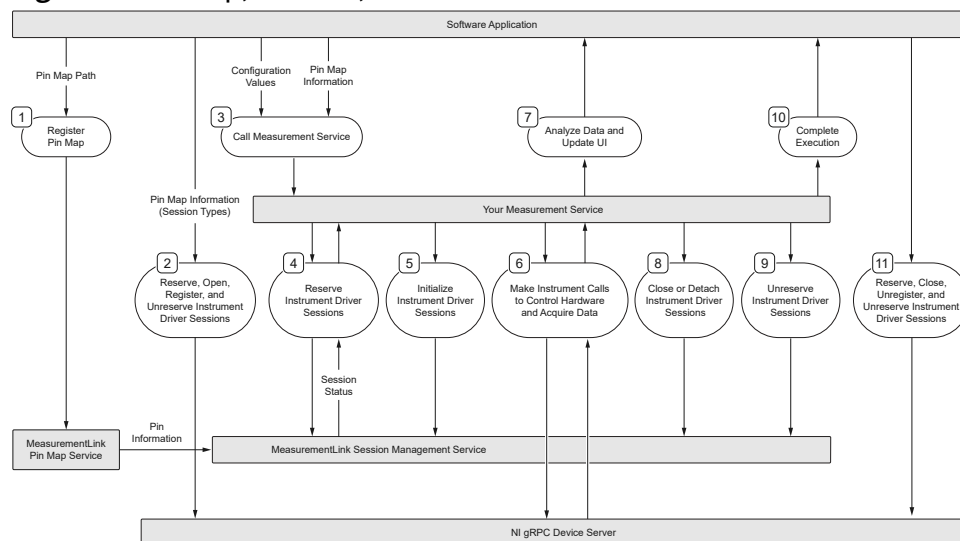 Software Application
Pin Map Path
Configuration
Values
Pin Map
Information
1
Register
Pin Map
3
Call Measurement Service
7
Analyze Data and
Update UI
10
Complete
Execution
Pin Map Information
(Session Types)
Your Measurement Service
2
Reserve, Open,
Register, and
Unreserve Instrument
Driver Sessions
4
Reserve
Instrument Driver
Sessions
5
Initialize
Instrument Driver
Sessions
6
Make Instrument Calls
to Control Hardware
and Acquire Data
8
Close or Detach
Instrument Driver
Sessions
9
Unreserve
Instrument Driver
Sessions
11
Reserve, Close,
Unregister, and
Unreserve Instrument
Driver Sessions
Session
Status
Pin
Information
MeasurementLink
Pin Map Service
MeasurementLink Session Management Service
NI gRPC Device Server